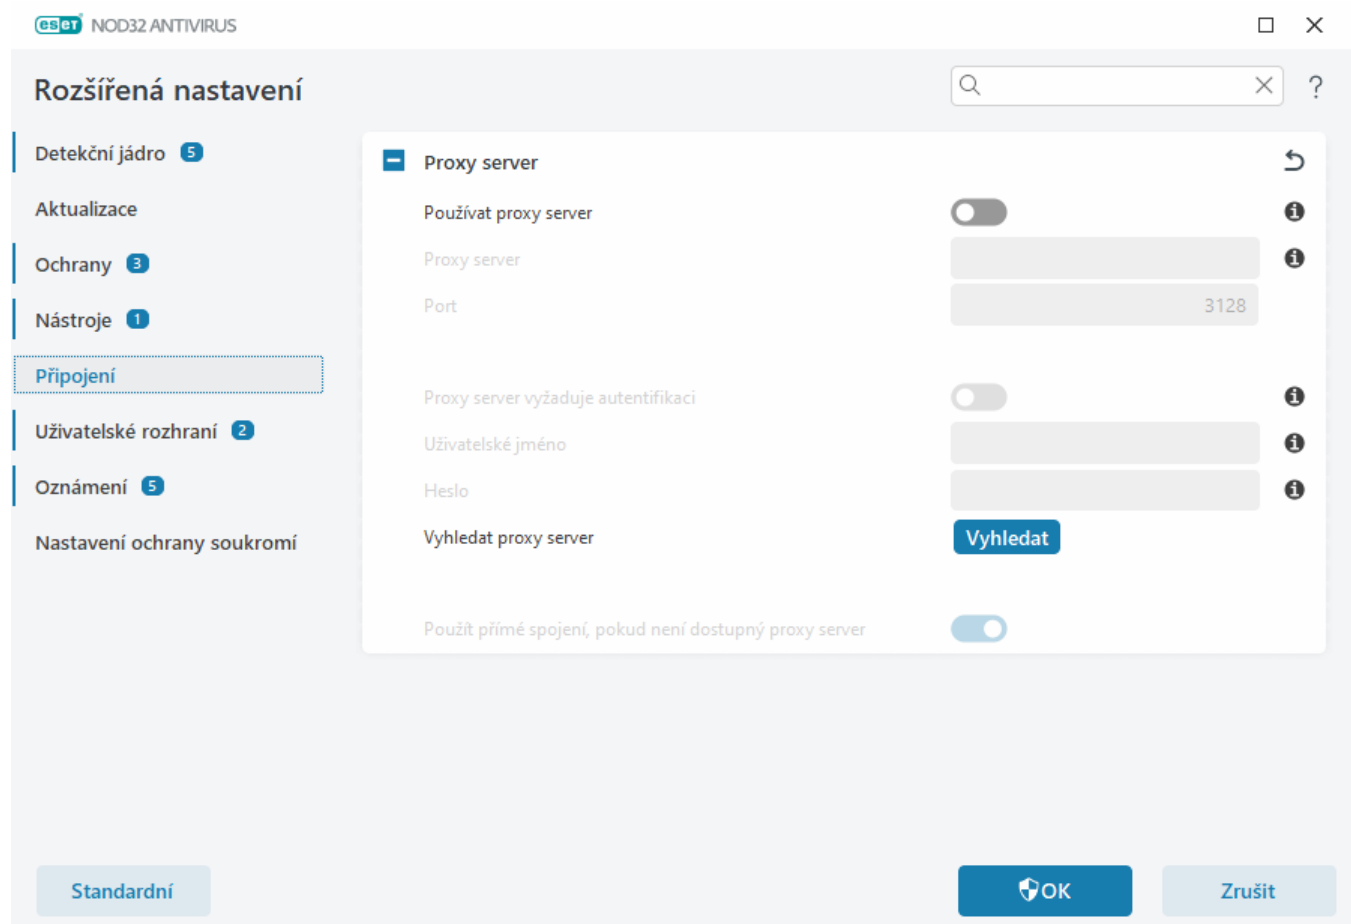 eset NOD32 ANTIVIRUS
Rozšířená nastavení
?
Detekční jádro 5
Aktualizace
Ochrany 3
Nástroje 1
Připojení
Uživatelské rozhraní 2
Oznámení 5
Nastavení ochrany soukromí
Proxy server
Používat proxy server
Proxy server
Port 3128
Proxy server vyžaduje autentifikaci
Uživatelské jméno
Heslo
Vyhledat proxy server Vyhledat
Použít přímé spojení, pokud není dostupný proxy server
Standardní OK Zrušit